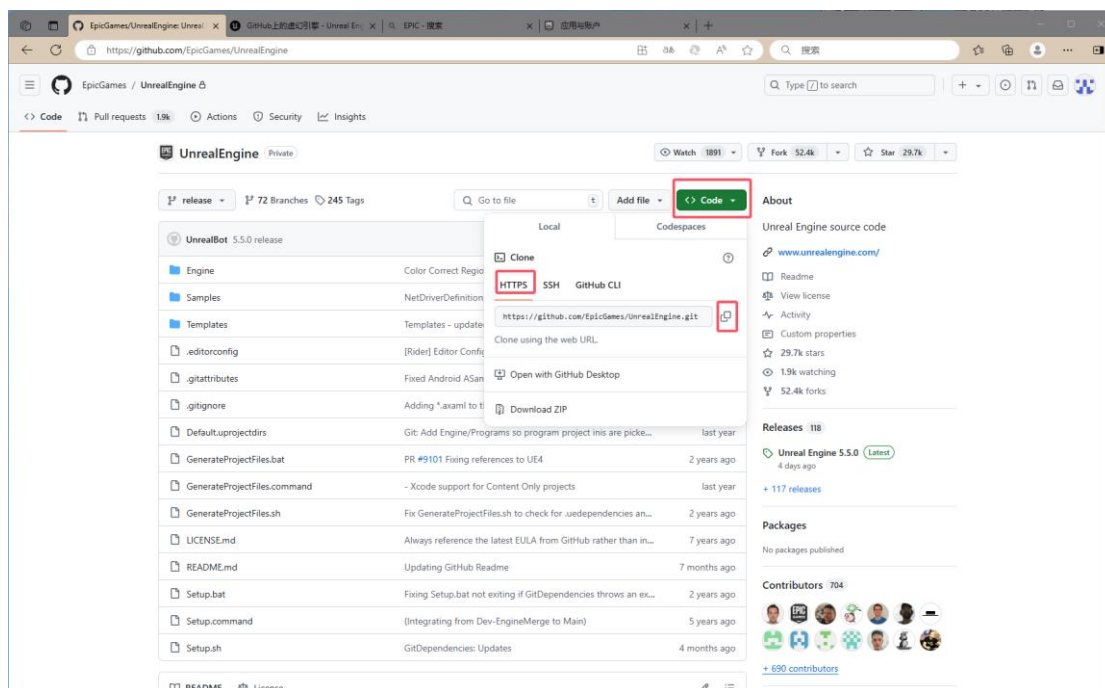 EpicGames/UnrealEngine: Unreal
GitHub上的虚幻引擎 - Unreal En
EPIC - 搜索
应用与账户
https://github.com/EpicGames/UnrealEngine
搜索
EpicGames / UnrealEngine
Type / to search
Code
Pull requests 1.9k
Actions
Security
Insights
UnrealEngine Private
Watch 1891
Fork 52.4k
Star 29.7k
release
72 Branches
245 Tags
Go to file
t
Add file
Code
UnrealBot 5.5.0 release
Engine Color Correct Regio
Samples NetDriverDefinition
Templates Templates - update
.editorconfig [Rider] Editor Config
.gitattributes Fixed Android ASan
.gitignore Adding *.axaml to t
Default.uprojectdirs Git: Add Engine/Programs so program project inis are picke... last year
GenerateProjectFiles.bat PR #9101 Fixing references to UE4 2 years ago
GenerateProjectFiles.command - Xcode support for Content Only projects last year
GenerateProjectFiles.sh Fix GenerateProjectFiles.sh to check for .uedependencies an... 2 years ago
LICENSE.md Always reference the latest EULA from GitHub rather than in... 7 years ago
README.md Updating GitHub Readme 7 months ago
Setup.bat Fixing Setup.bat not exiting if GitDependencies throws an ex... 2 years ago
Setup.command (Integrating from Dev-EngineMerge to Main) 5 years ago
Setup.sh GitDependencies: Updates 4 months ago
README License
Local
Codespaces
Clone
HTTPS SSH GitHub CLI
https://github.com/EpicGames/UnrealEngine.git
Clone using the web URL.
Open with GitHub Desktop
Download ZIP
About
Unreal Engine source code
www.unrealengine.com/
Readme
View license
Activity
Custom properties
29.7k stars
1.9k watching
52.4k forks
Releases 118
Unreal Engine 5.5.0 Latest
4 days ago
+ 117 releases
Packages
No packages published
Contributors 704
+ 690 contributors